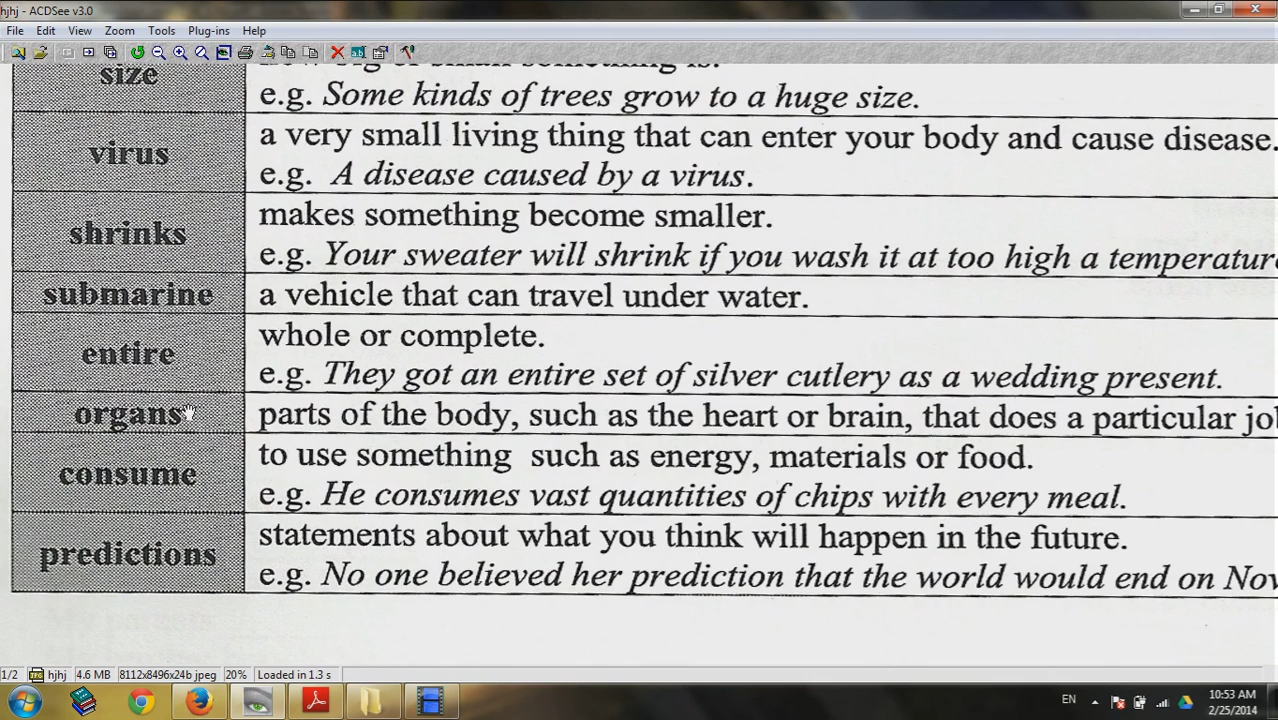 hjhj - ACDSee v3.0
File Edit View Zoom Tools Plug-ins Help
size
e.g. Some kinds of trees grow to a huge size.
virus
a very small living thing that can enter your body and cause disease.
e.g. A disease caused by a virus.
shrinks
makes something become smaller.
e.g. Your sweater will shrink if you wash it at too high a temperature
submarine
a vehicle that can travel under water.
entire
whole or complete.
e.g. They got an entire set of silver cutlery as a wedding present.
organs
parts of the body, such as the heart or brain, that does a particular jo
consume
to use something such as energy, materials or food.
e.g. He consumes vast quantities of chips with every meal.
predictions
statements about what you think will happen in the future.
e.g. No one believed her prediction that the world would end on Nov
1/2 hjhj 4.6 MB 8112x8496x24b jpeg 20% Loaded in 1.3 s
EN
10:53 AM
2/25/2014